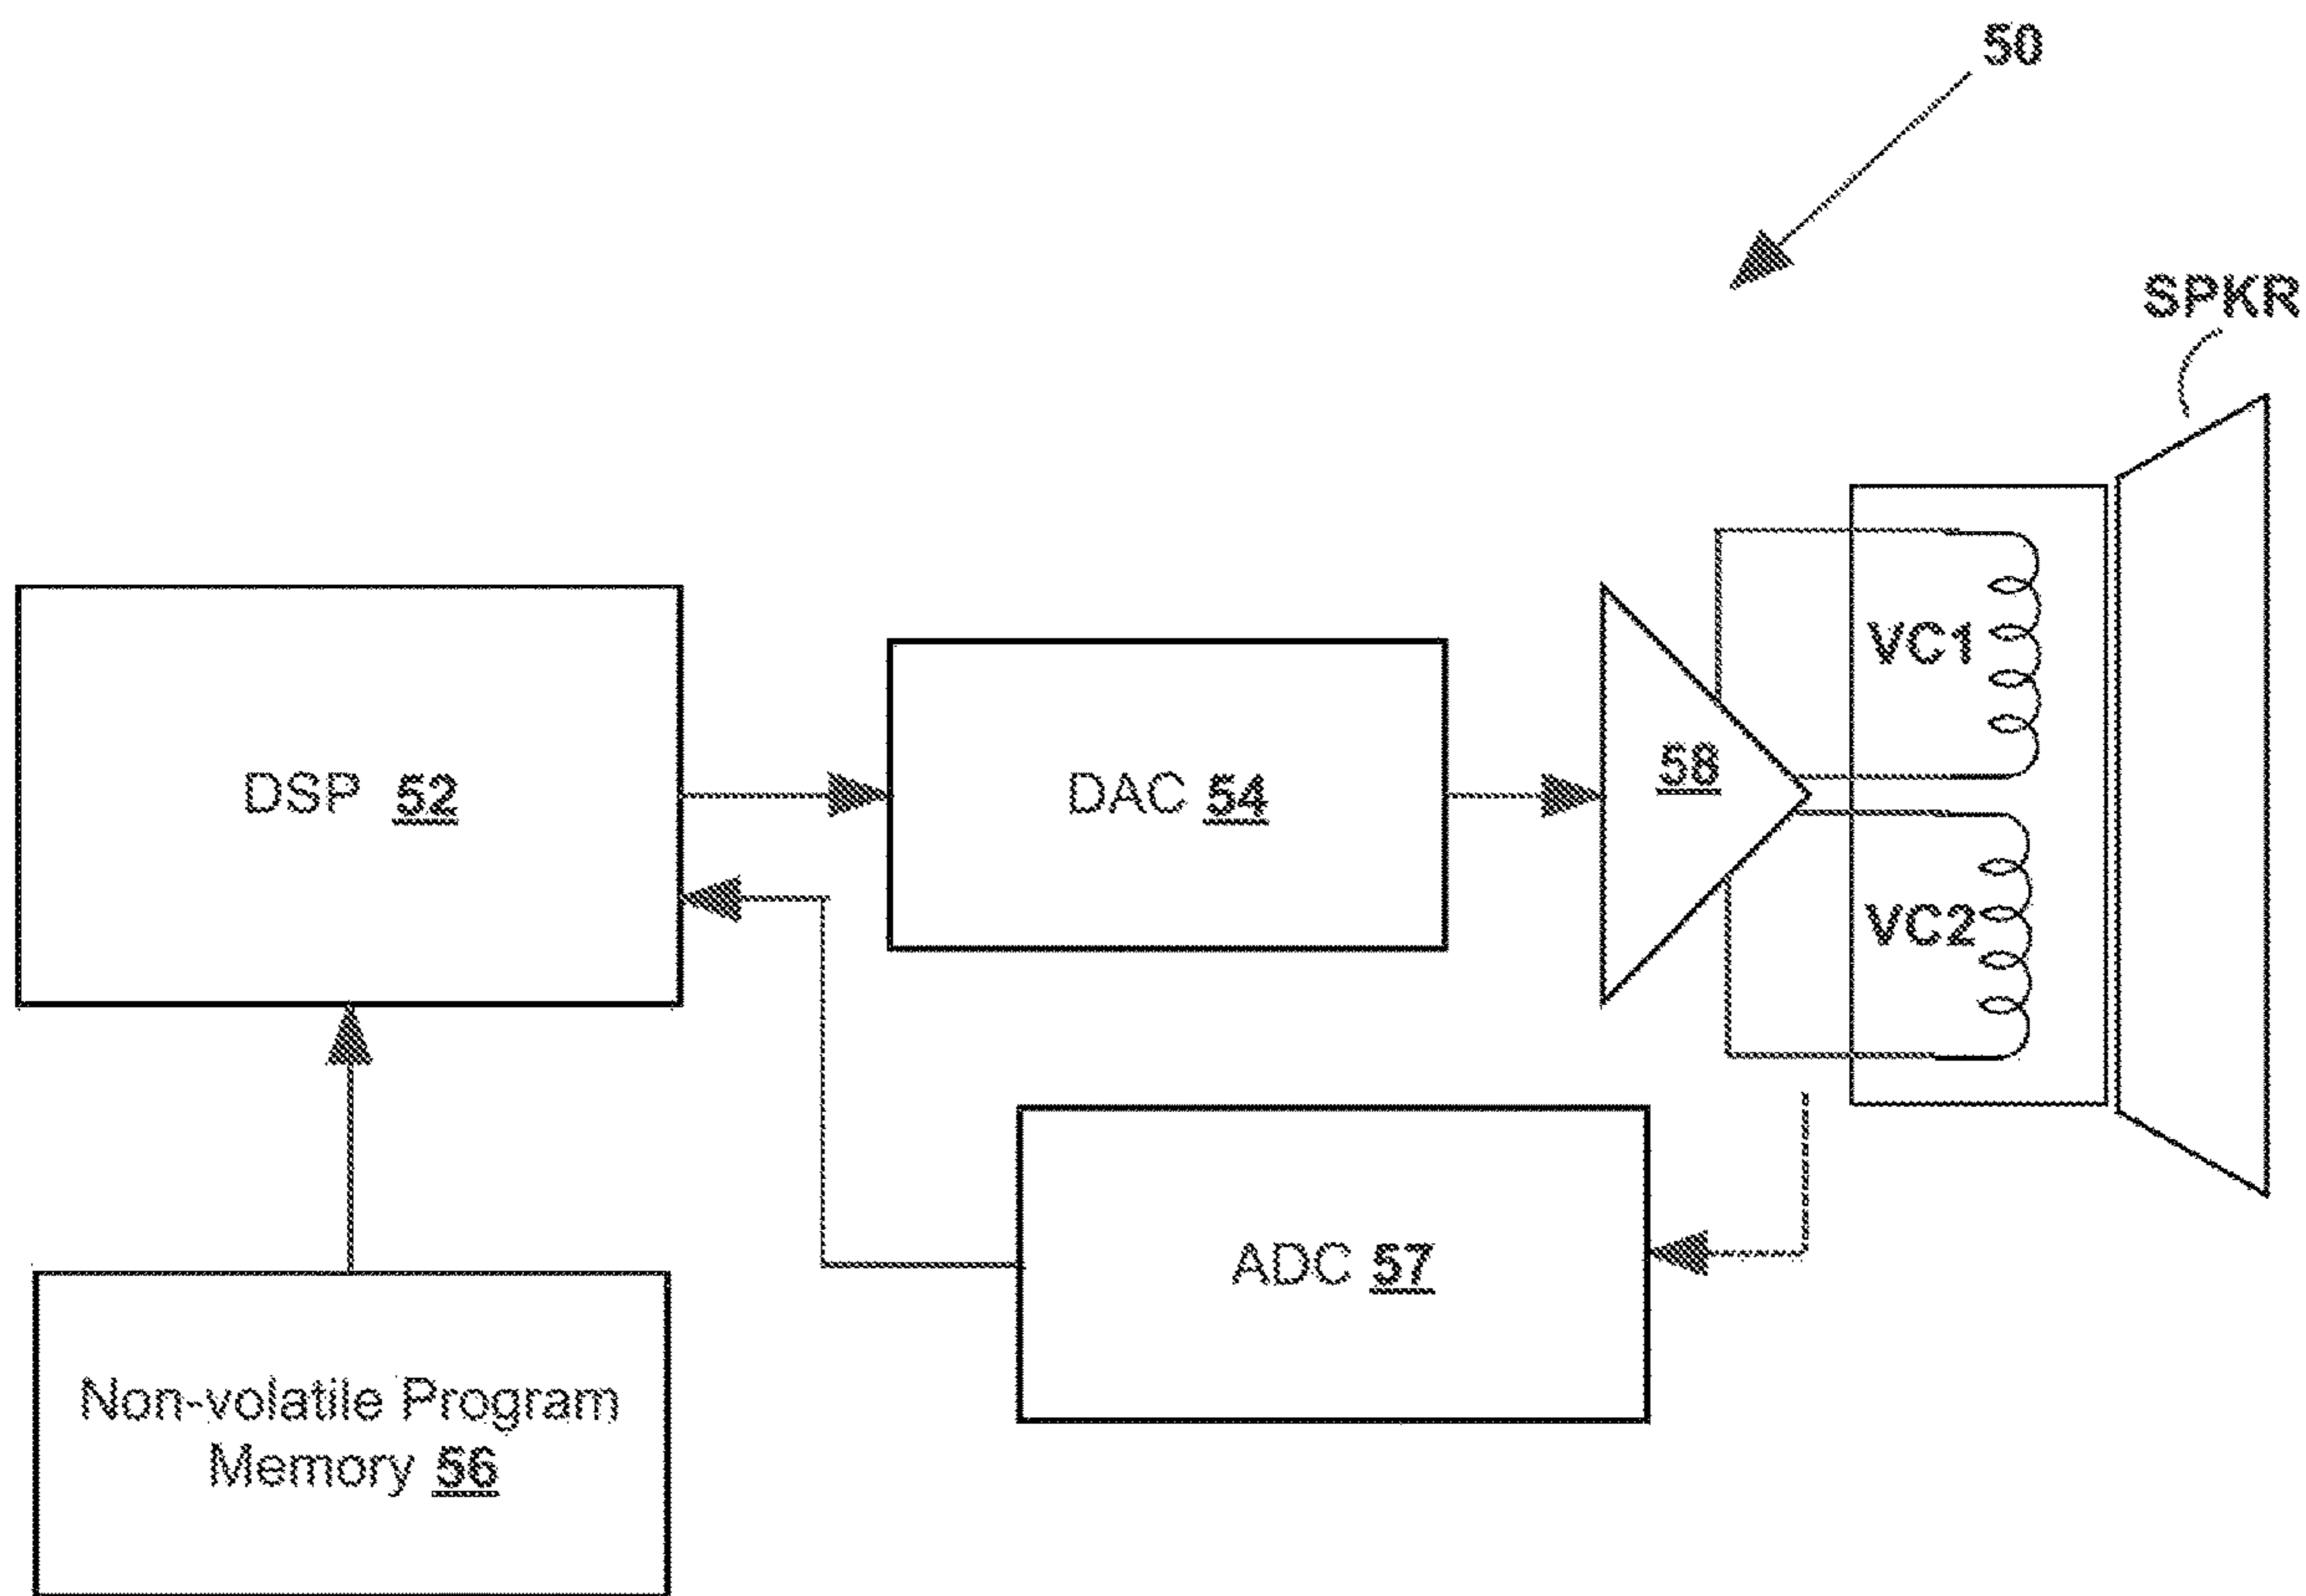 50
SPKR
VC1
58
DSP 52
DAC 54
VC2
ADC 57
Non-volatile Program
Memory 56